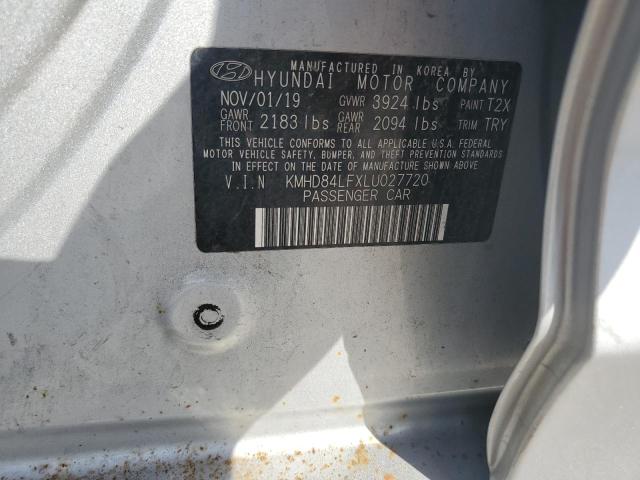 MANUFACTURED IN KOREA BY
HYUNDAI MOTOR COMPANY
NOV/01/19 GVWR 3924 lbs PAINT T2X
GAWR FRONT 2183 lbs GAWR REAR 2094 lbs TRIM TRY
THIS VEHICLE CONFORMS TO ALL APPLICABLE U.S.A. FEDERAL
MOTOR VEHICLE SAFETY, BUMPER, AND THEFT PREVENTION STANDARDS
IN EFFECT ON THE DATE OF MANUFACTURE SHOWN ABOVE.
V.I.N KMHD84LFXLU027720
PASSENGER CAR